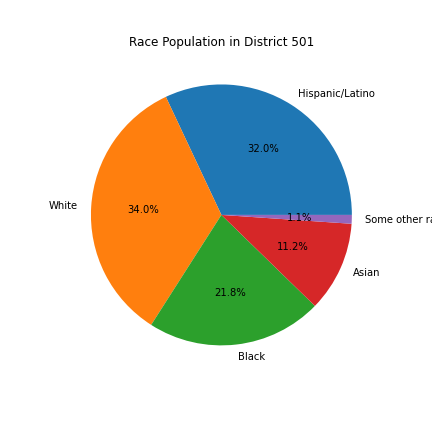 Race Population in District 501
Hispanic/Latino
32.0%
White
34.0%
1.1%
Some other
11.2%
Asian
21.8%
Black